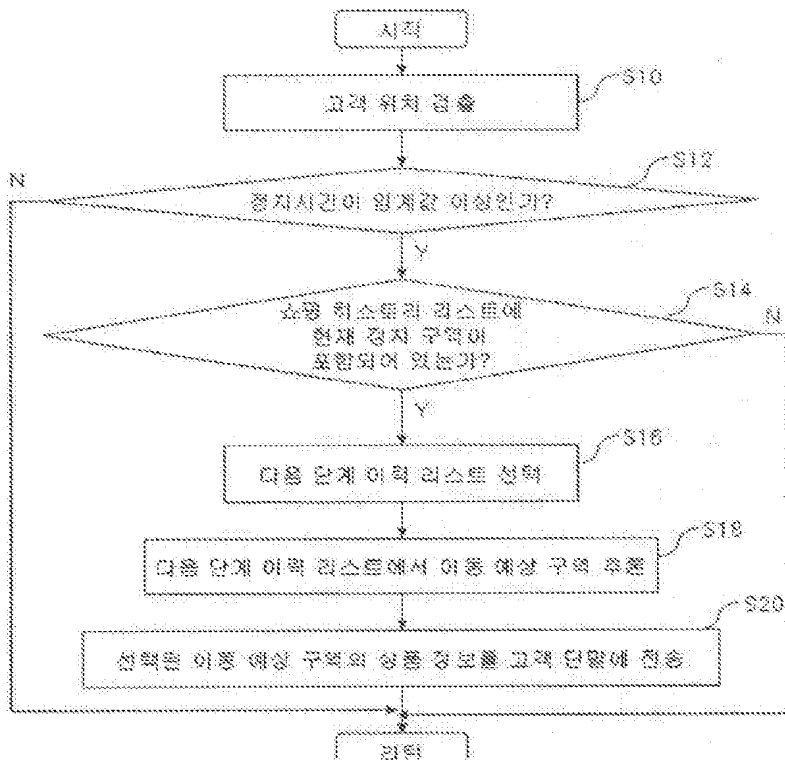 시작
S10
고객 위치 검출
S12
N
정지시간이 임계값 이상인가?
Y
S14
쇼핑 히스토리 리스트에
N
현재 정지 구역이
포함되어 있는가?
Y
S16
다음 단계 이력 리스트 선택
S18
다음 단계 이력 리스트에서 이동 예상 구역 추론
S20
선택된 이동 예상 구역의 상품 정보를 고객 단말에 전송
리턴